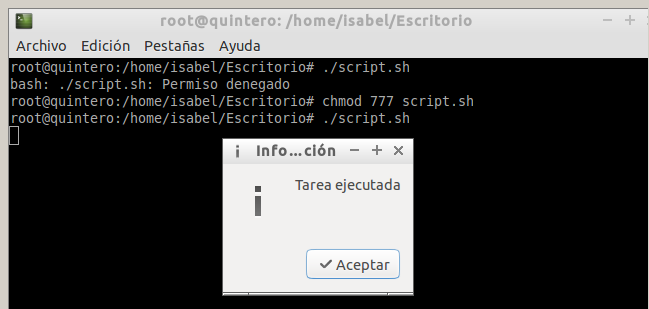 root@quintero: /home/isabel/Escritorio
Archivo Edición Pestañas Ayuda
root@quintero:/home/isabel/Escritorio# ./script.sh
bash: ./script.sh: Permiso denegado
root@quintero:/home/isabel/Escritorio# chmod 777 script.sh
root@quintero:/home/isabel/Escritorio# ./script.sh
Info...ción
Tarea ejecutada
Aceptar